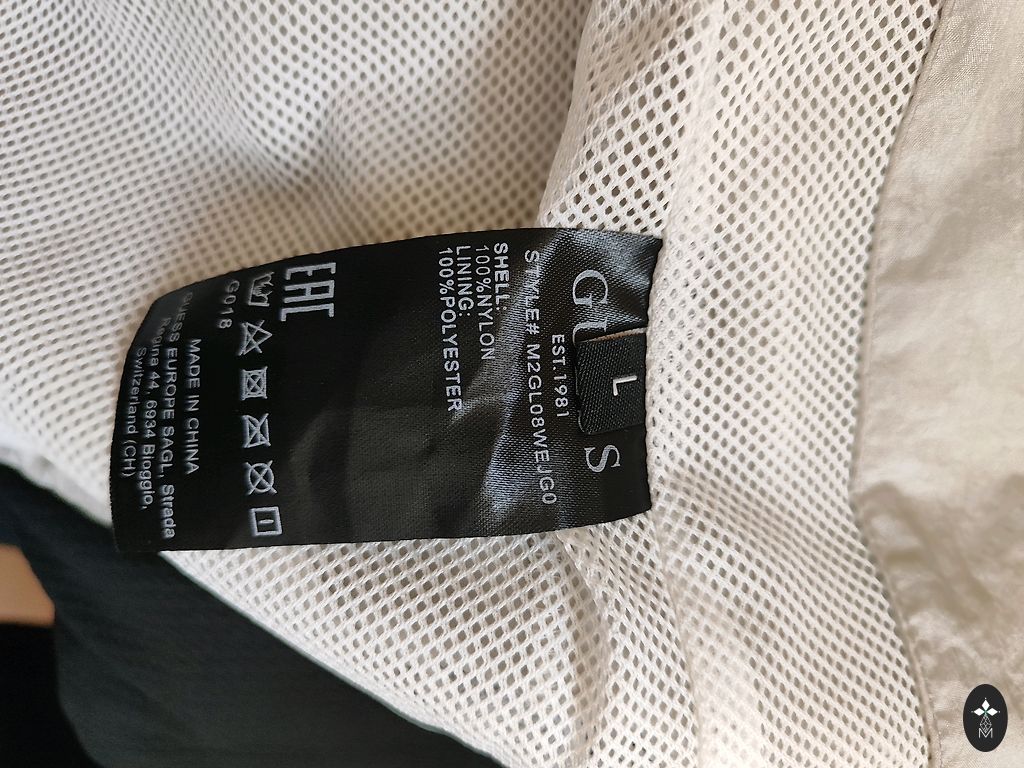 GU S
L
EST.1981
STYLE# M2GL08WEJG0
SHELL:
100%NYLON
LINING:
100%POLYESTER
EAC
G018
MADE IN CHINA
GUESS EUROPE SAGL, Strada
Regina 44, 6934 Bioggio,
Switzerland (CH)
M